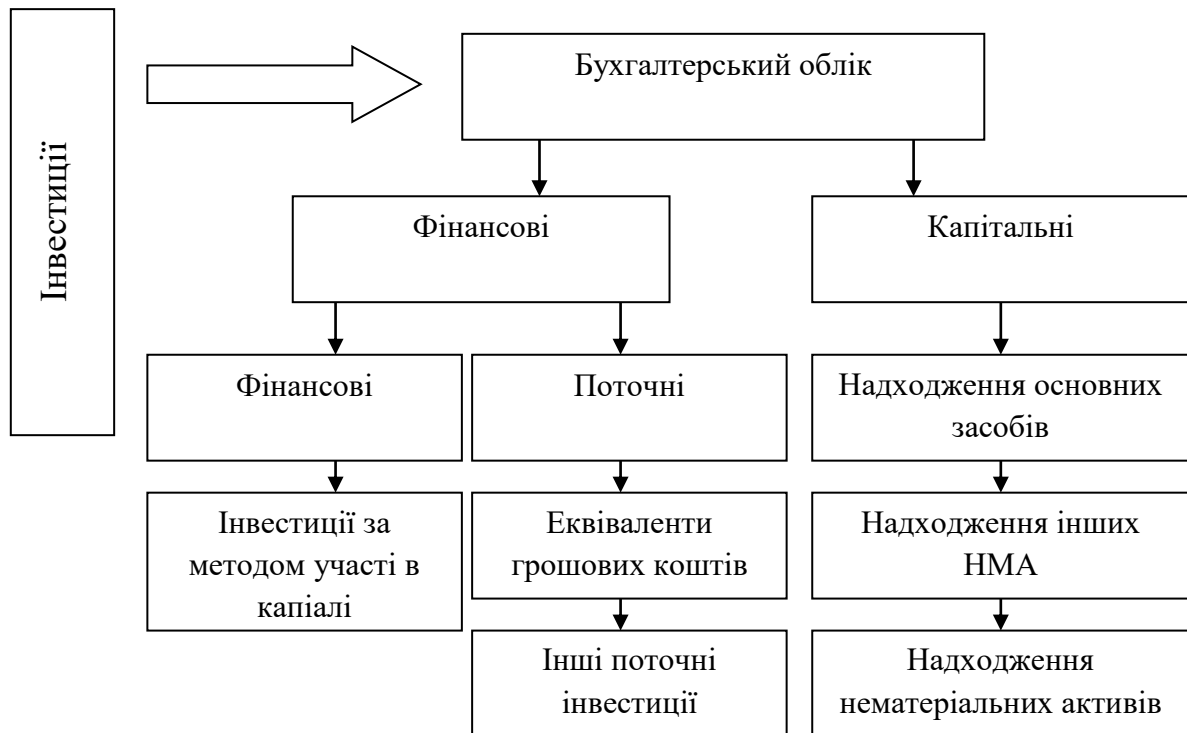 Інвестиції
Бухгалтерський облік
Фінансові
Капітальні
Фінансові
Поточні
Надходження основних
засобів
Інвестиції за
методом участі в
капіалі
Еквіваленти
грошових коштів
Надходження інших
НМА
Інші поточні
інвестиції
Надходження
нематеріальних активів